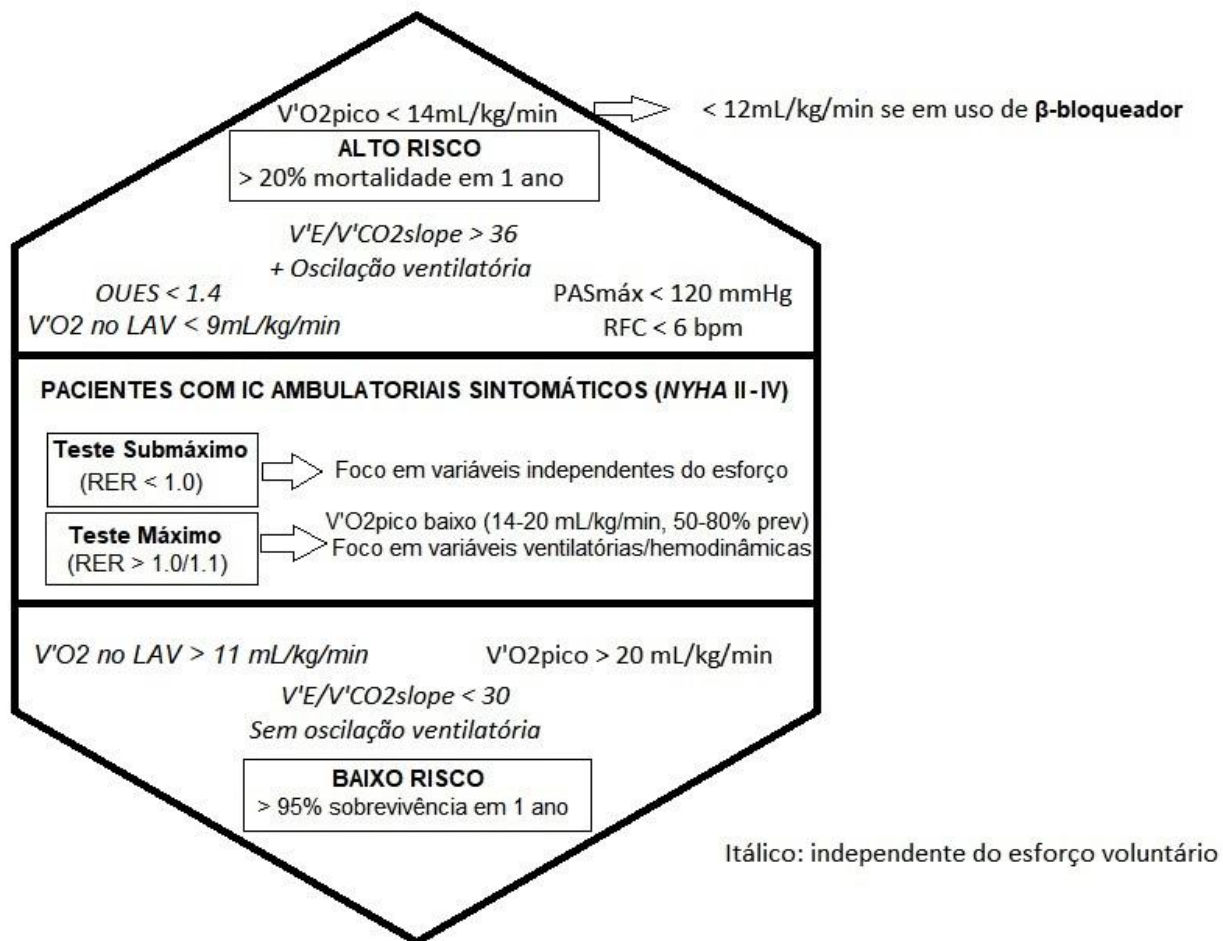 V'O2pico < 14mL/kg/min
< 12mL/kg/min se em uso de β-bloqueador
ALTO RISCO
> 20% mortalidade em 1 ano
V'E/V'CO2slope > 36
+ Oscilação ventilatória
OUES < 1.4
PASmáx < 120 mmHg
V'O2 no LAV < 9mL/kg/min
RFC < 6 bpm
PACIENTES COM IC AMBULATORIAIS SINTOMÁTICOS (NYHA II-IV)
Teste Submáximo
(RER < 1.0)
Foco em variáveis independentes do esforço
Teste Máximo
(RER > 1.0/1.1)
V'O2pico baixo (14-20 mL/kg/min, 50-80% prev)
Foco em variáveis ventilatórias/hemodinâmicas
V'O2 no LAV > 11 mL/kg/min
V'O2pico > 20 mL/kg/min
V'E/V'CO2slope < 30
Sem oscilação ventilatória
BAIXO RISCO
> 95% sobrevivência em 1 ano
Itálico: independente do esforço voluntário